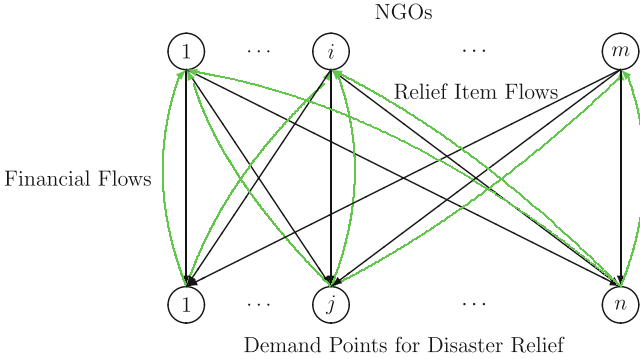 NGOs
1 ... i ... m
Relief Item Flows
Financial Flows
1 ... j ... n
Demand Points for Disaster Relief